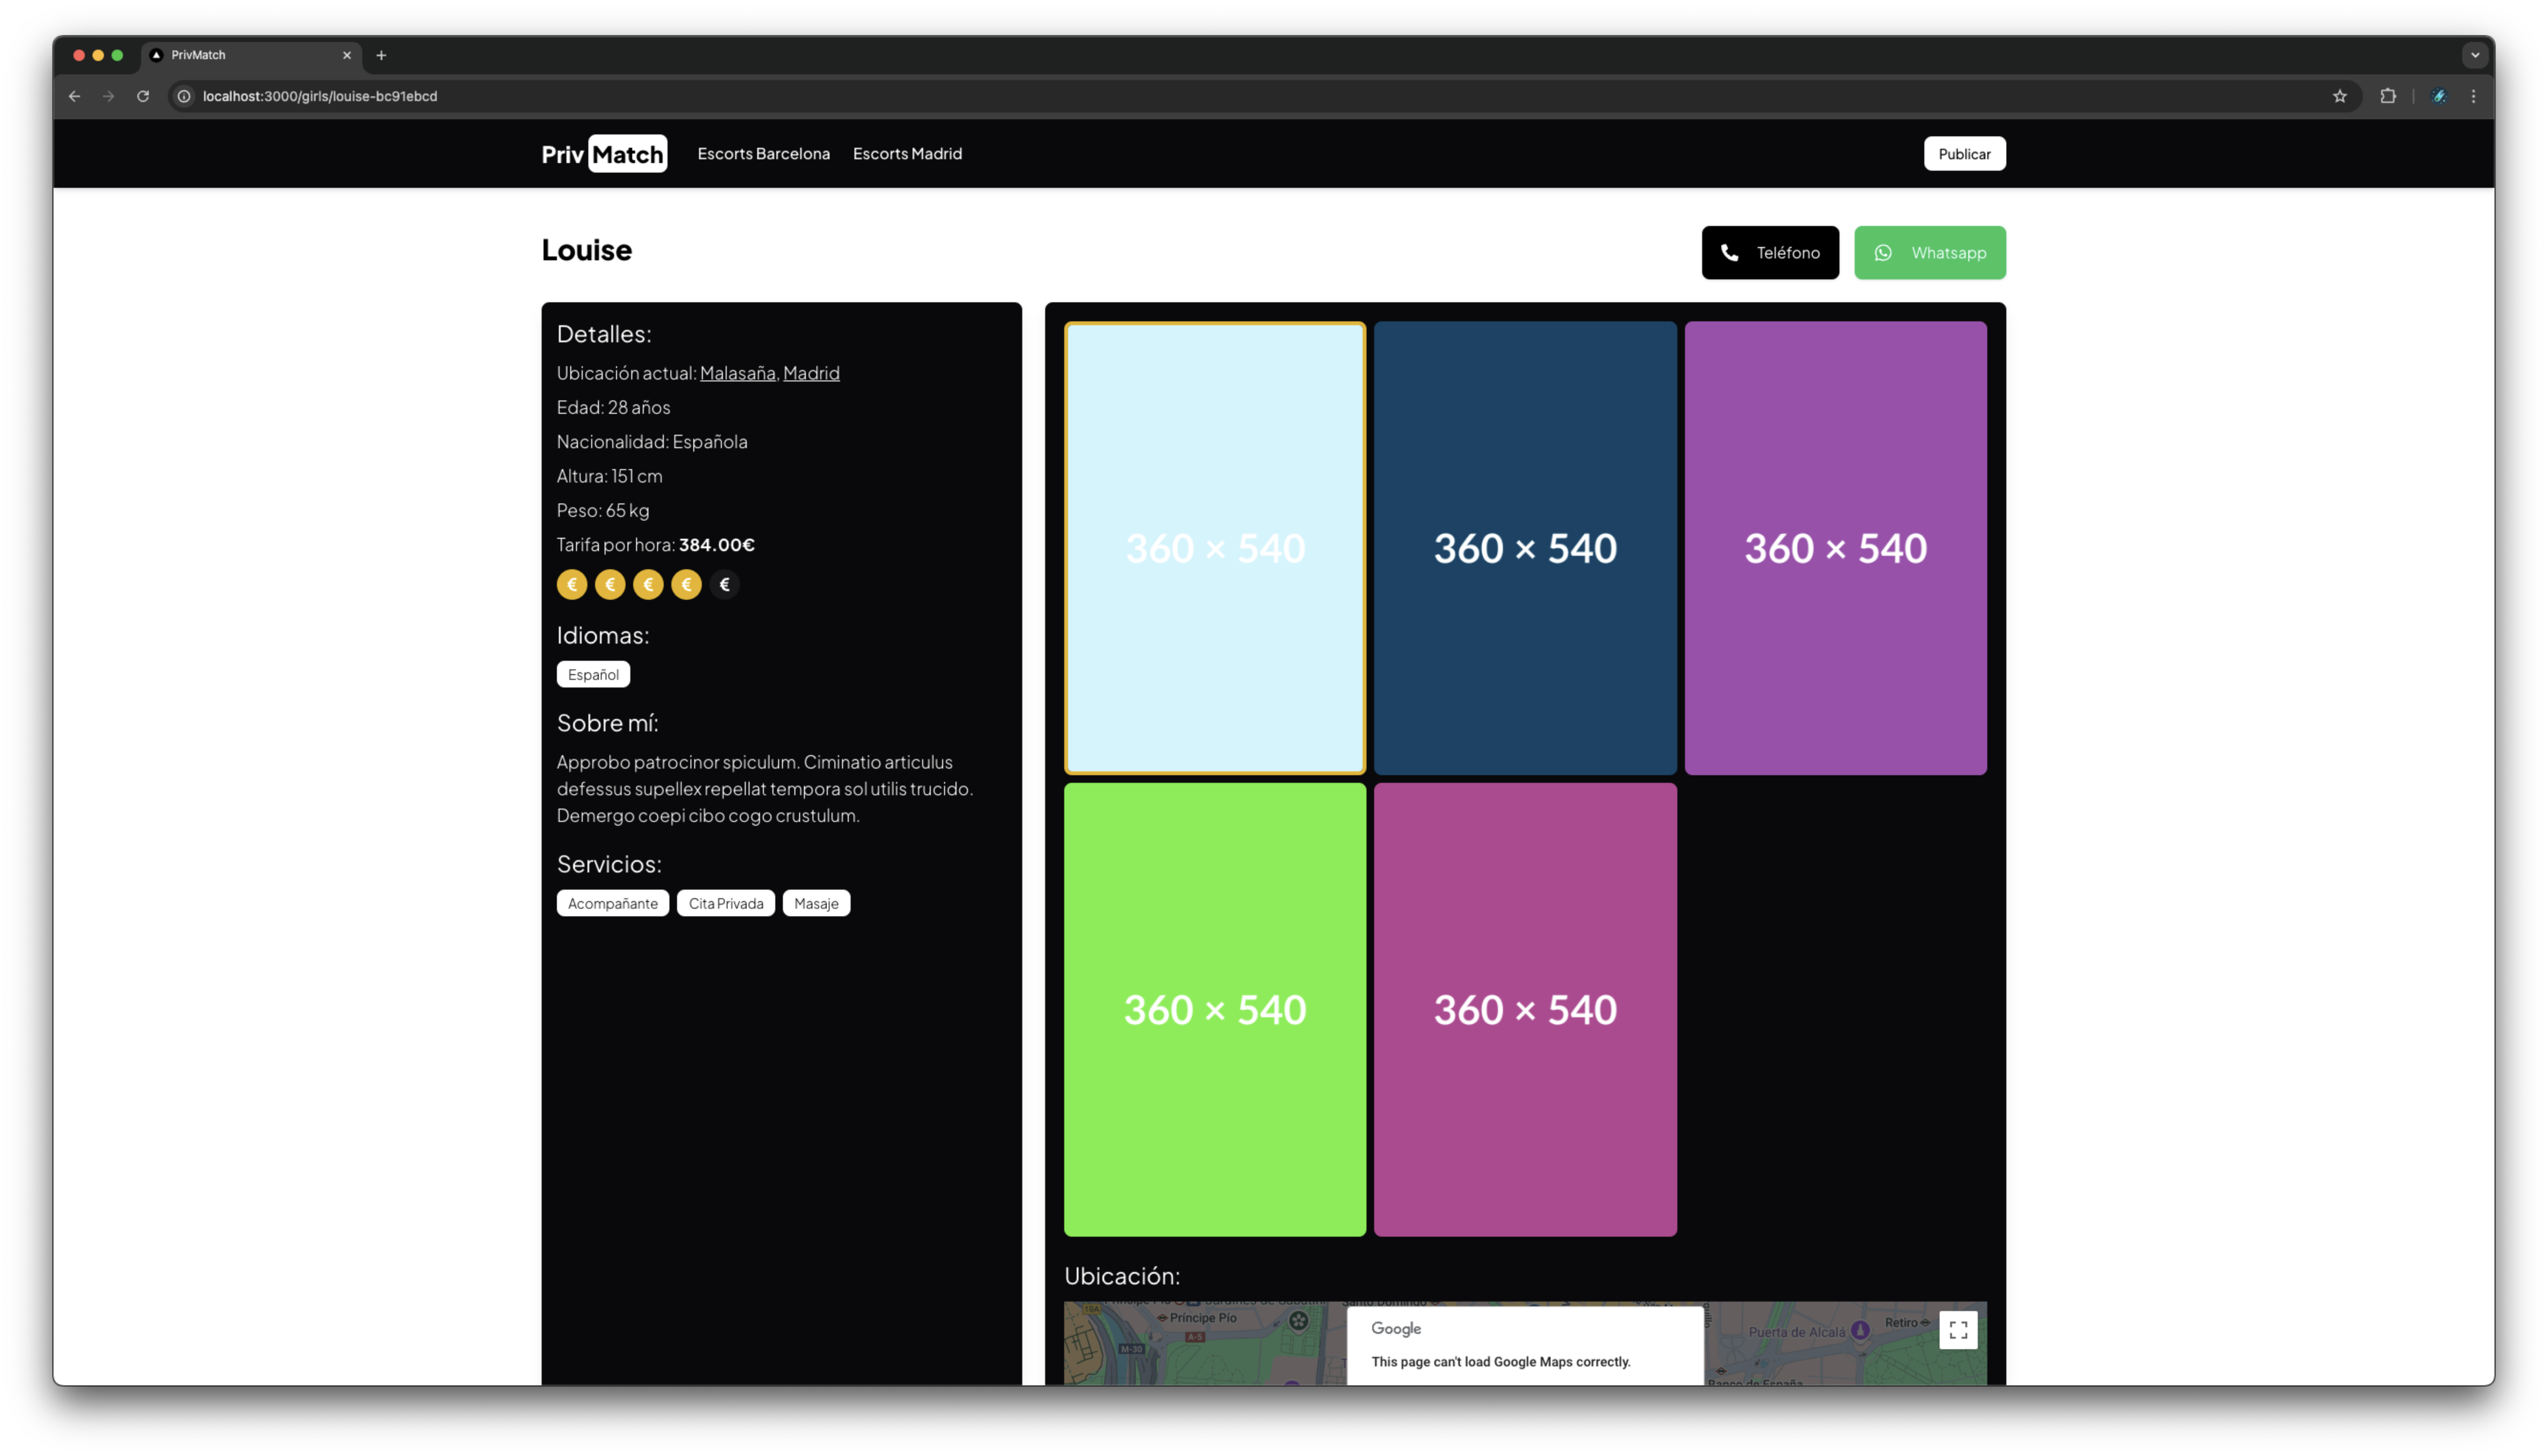 PrivMatch
localhost:3000/girls/louise-bc91ebcd
Priv Match
Escorts Barcelona
Escorts Madrid
Publicar
Louise
Teléfono
Whatsapp
Detalles:
Ubicación actual: Malasaña, Madrid
Edad: 28 años
Nacionalidad: Española
Altura: 151 cm
Peso: 65 kg
Tarifa por hora: 384.00€
€ € € € €
Idiomas:
Español
Sobre mí:
Approbo patrocinor spiculum. Ciminatio articulus
defessus supellex repellat tempora sol utilis trucido.
Demergo coepi cibo cogo crustulum.
Servicios:
Acompañante
Cita Privada
Masaje
360 × 540
360 × 540
360 × 540
360 × 540
360 × 540
Ubicación:
19A
Príncipe Pío
A-5
M-30
Google
This page can't load Google Maps correctly.
Puerta de Alcalá
Retiro
Banco de España